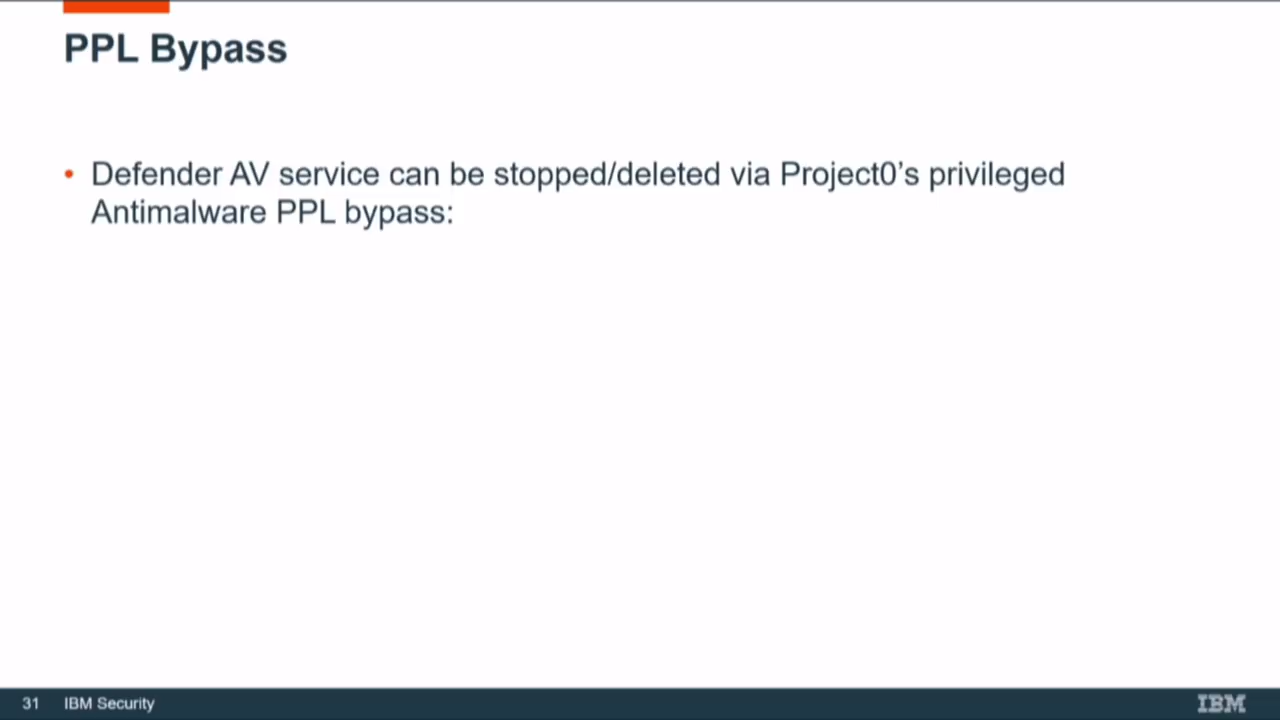 PPL Bypass
• Defender AV service can be stopped/deleted via Project0’s privileged
Antimalware PPL bypass:
31 IBM Security
IBM